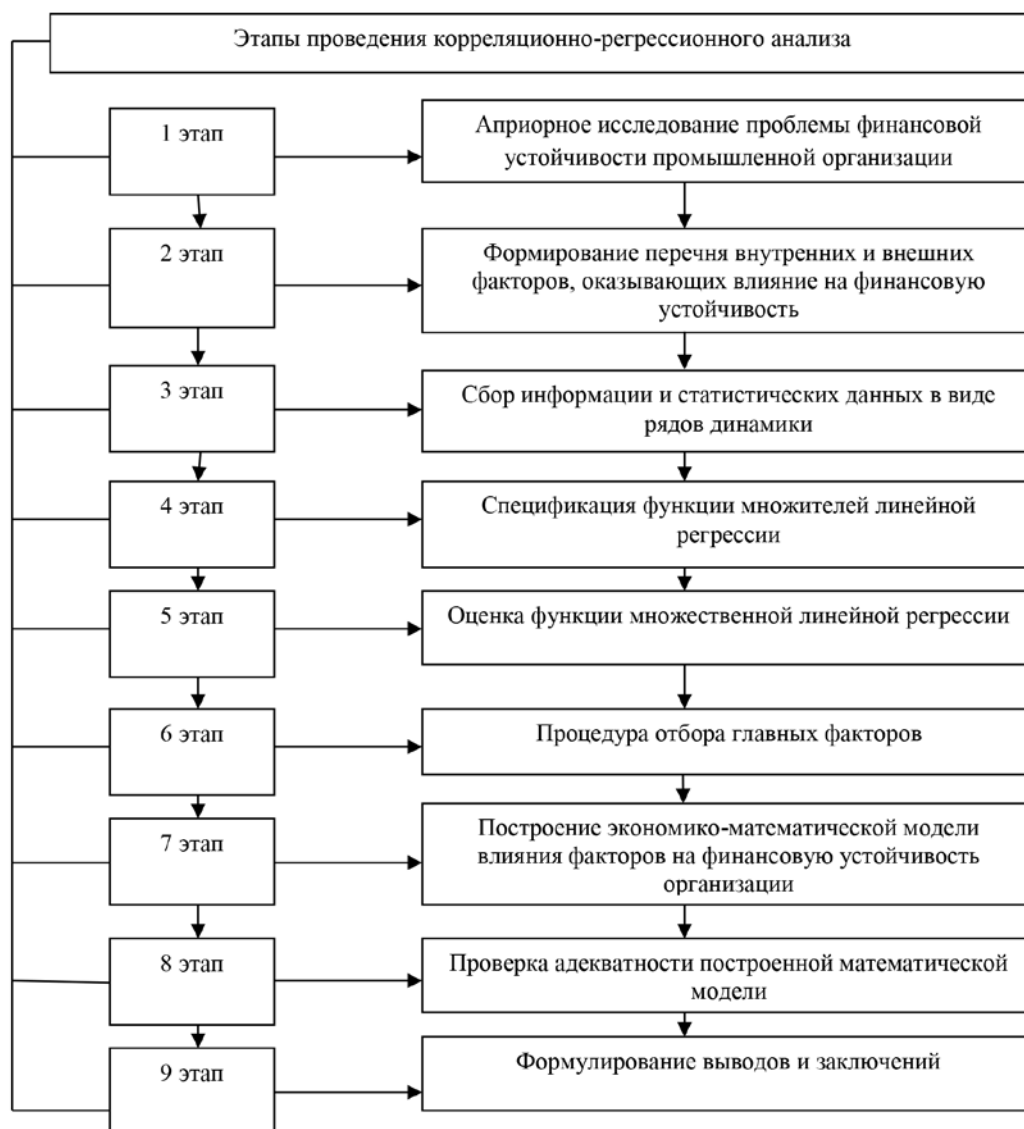 Этапы проведения корреляционно-регрессионного анализа
1 этап
Априорное исследование проблемы финансовой
устойчивости промышленной организации
2 этап
Формирование перечня внутренних и внешних
факторов, оказывающих влияние на финансовую
устойчивость
3 этап
Сбор информации и статистических данных в виде
рядов динамики
4 этап
Спецификация функции множителей линейной
регрессии
5 этап
Оценка функции множественной линейной регрессии
6 этап
Процедура отбора главных факторов
7 этап
Построение экономико-математической модели
влияния факторов на финансовую устойчивость
организации
8 этап
Проверка адекватности построенной математической
модели
9 этап
Формулирование выводов и заключений